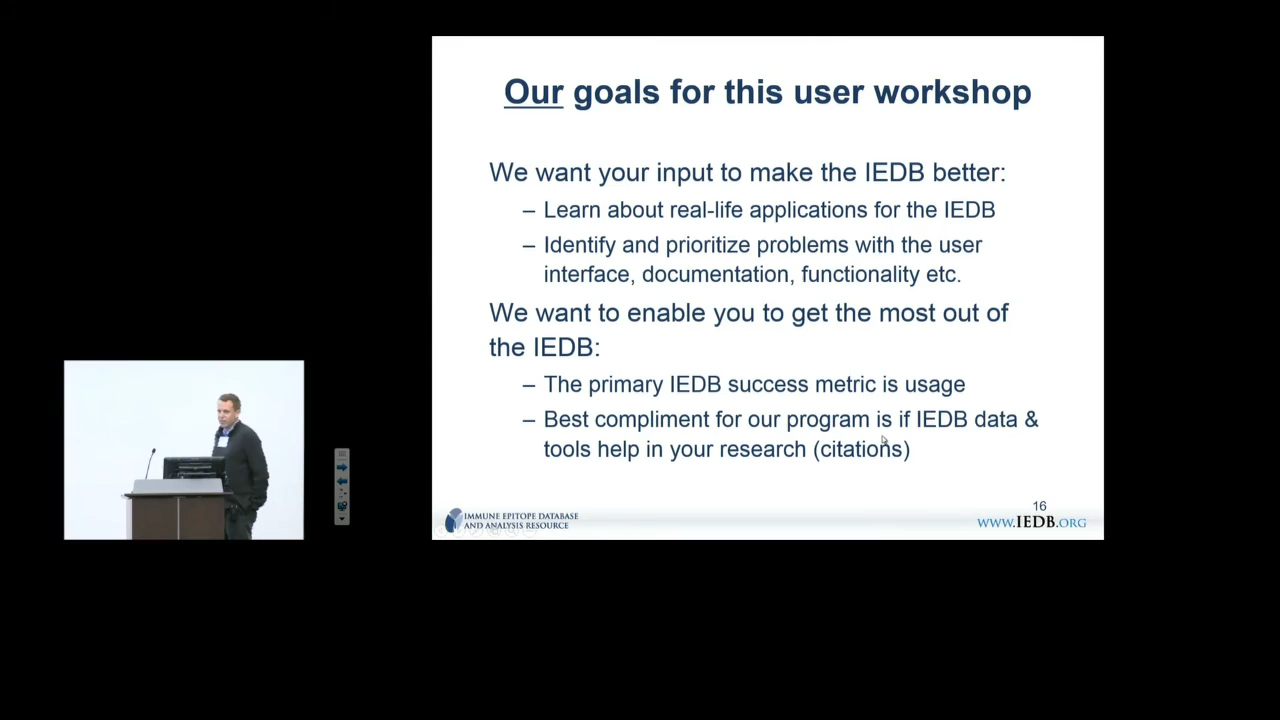 Our goals for this user workshop
We want your input to make the IEDB better:
– Learn about real-life applications for the IEDB
– Identify and prioritize problems with the user
interface, documentation, functionality etc.
We want to enable you to get the most out of
the IEDB:
– The primary IEDB success metric is usage
– Best compliment for our program is if IEDB data &
tools help in your research (citations)
IMMUNE EPITOPE DATABASE
AND ANALYSIS RESOURCE
16
WWW.IEDB.ORG